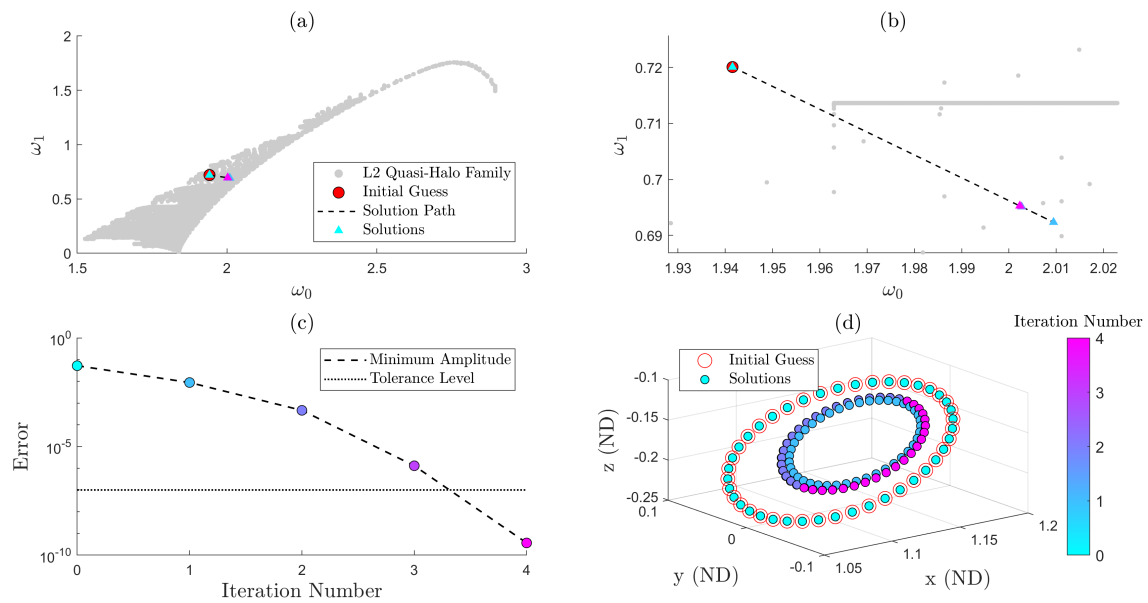 (a)
2
1.5
1
0.5
0
ω1
1.5
2
2.5
3
ω0
L2 Quasi-Halo Family
Initial Guess
Solution Path
Solutions
(b)
0.72
0.71
0.7
0.69
ω1
1.93
1.94
1.95
1.96
1.97
1.98
1.99
2
2.01
2.02
ω0
(c)
10^0
10^-5
10^-10
Error
0
1
2
3
4
Iteration Number
Minimum Amplitude
Tolerance Level
(d)
Initial Guess
Solutions
-0.1
-0.15
-0.2
-0.25
z (ND)
0.1
0
-0.1
y (ND)
1.05
1.1
1.15
1.2
x (ND)
Iteration Number
4
3
2
1
0